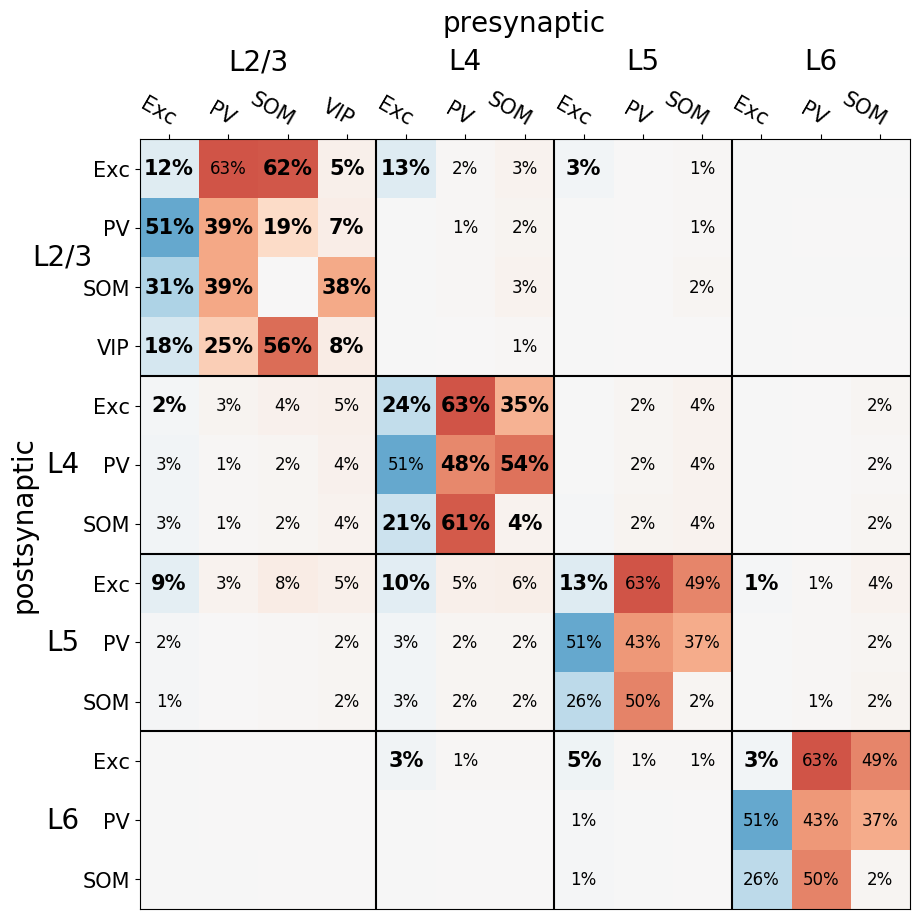 presynaptic
L2/3 L4 L5 L6
Exc PV SOM VIP Exc PV SOM Exc PV SOM Exc PV SOM
postsynaptic
L2/3
Exc 12% 63% 62% 5% 13% 2% 3% 3% 1%
PV 51% 39% 19% 7% 1% 2% 1%
SOM 31% 39% 38% 3% 2%
VIP 18% 25% 56% 8% 1%
L4
Exc 2% 3% 4% 5% 24% 63% 35% 2% 4% 2%
PV 3% 1% 2% 4% 51% 48% 54% 2% 4% 2%
SOM 3% 1% 2% 4% 21% 61% 4% 2% 4% 2%
L5
Exc 9% 3% 8% 5% 10% 5% 6% 13% 63% 49% 1% 1% 4%
PV 2% 2% 3% 2% 2% 51% 43% 37% 2%
SOM 1% 2% 3% 2% 2% 26% 50% 2% 1% 2%
L6
Exc 3% 1% 5% 1% 1% 3% 63% 49%
PV 1% 51% 43% 37%
SOM 1% 26% 50% 2%